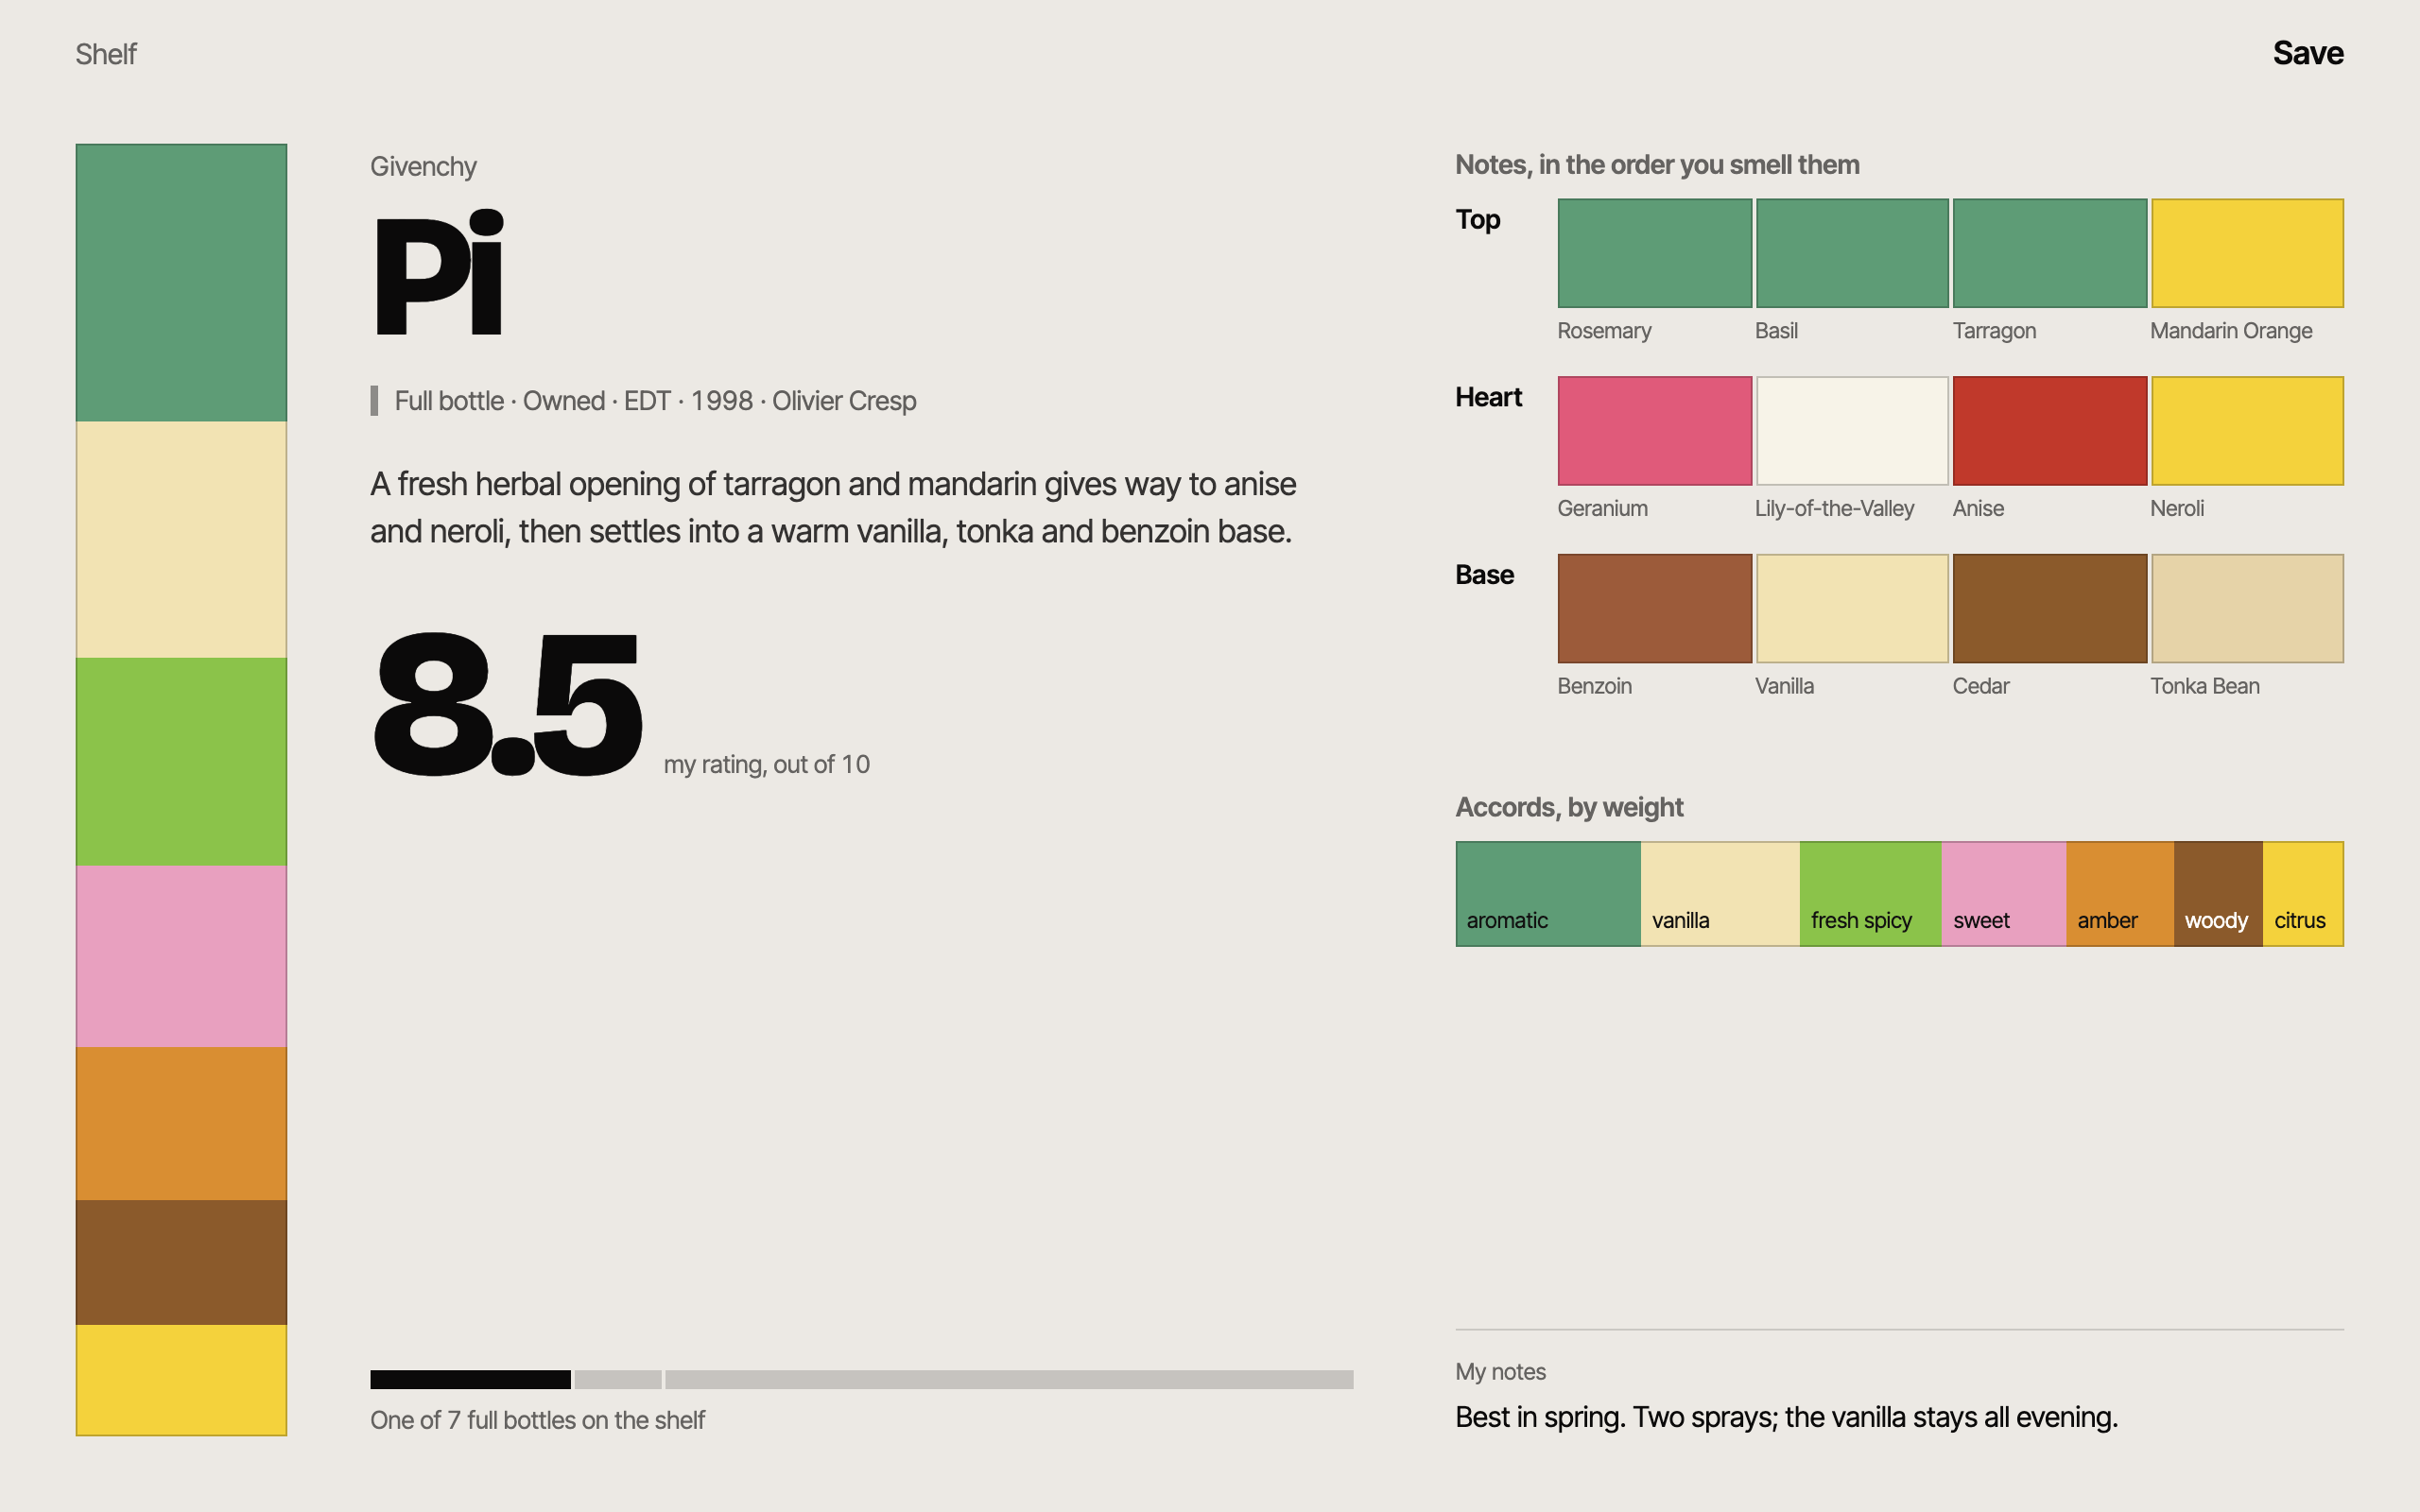 Shelf
Save
Givenchy
Pi
Full bottle · Owned · EDT · 1998 · Olivier Cresp
A fresh herbal opening of tarragon and mandarin gives way to anise
and neroli, then settles into a warm vanilla, tonka and benzoin base.
8.5 my rating, out of 10
One of 7 full bottles on the shelf
Notes, in the order you smell them
Top
Rosemary Basil Tarragon Mandarin Orange
Heart
Geranium Lily-of-the-Valley Anise Neroli
Base
Benzoin Vanilla Cedar Tonka Bean
Accords, by weight
aromatic vanilla fresh spicy sweet amber woody citrus
My notes
Best in spring. Two sprays; the vanilla stays all evening.